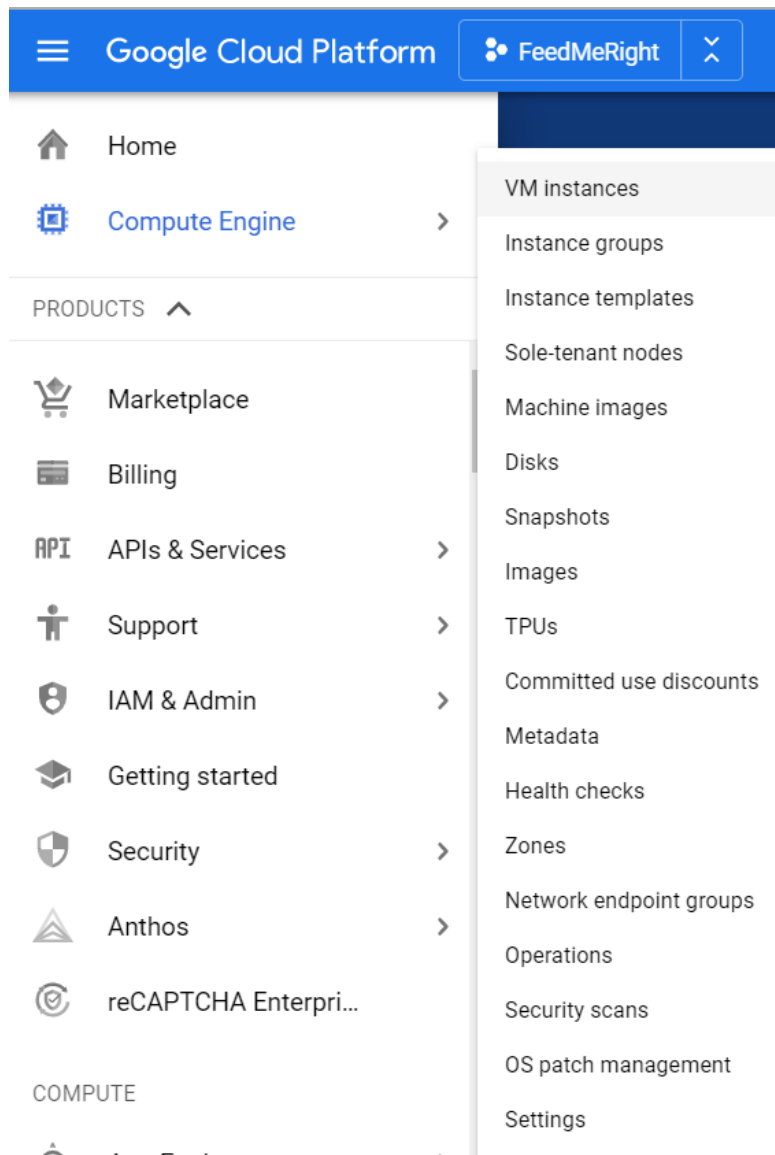 Google Cloud Platform
FeedMeRight
Home
Compute Engine
PRODUCTS
Marketplace
Billing
API
APIs & Services
Support
IAM & Admin
Getting started
Security
Anthos
reCAPTCHA Enterpri...
COMPUTE
VM instances
Instance groups
Instance templates
Sole-tenant nodes
Machine images
Disks
Snapshots
Images
TPUs
Committed use discounts
Metadata
Health checks
Zones
Network endpoint groups
Operations
Security scans
OS patch management
Settings